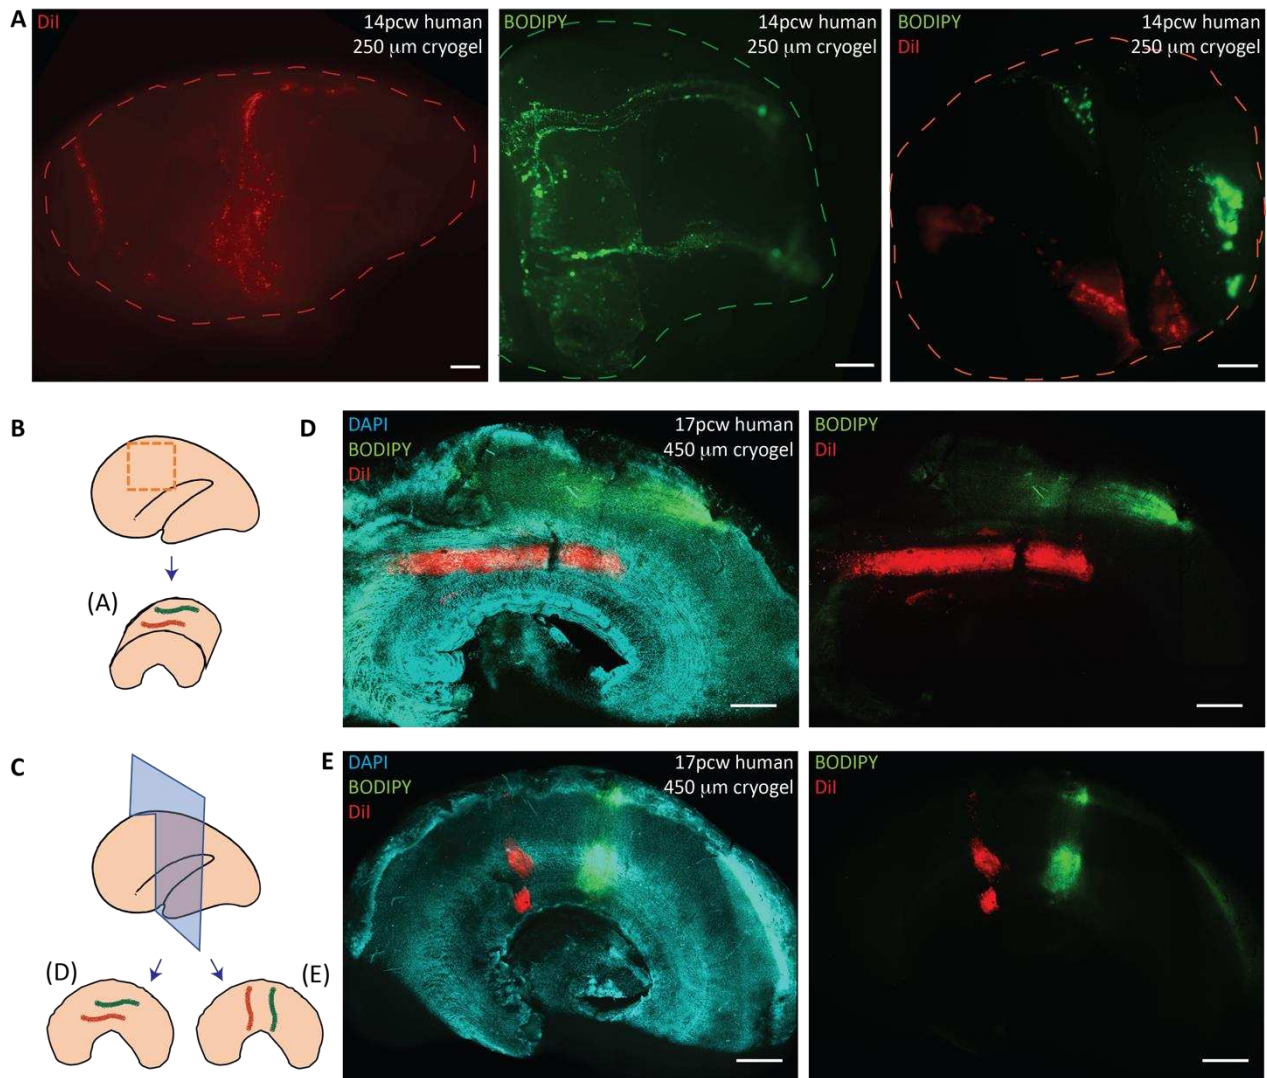 A
DiI
14pcw human
250 μm cryogel
BODIPY
14pcw human
250 μm cryogel
BODIPY
DiI
14pcw human
250 μm cryogel
B
(A)
C
(D)
(E)
D
DAPI
BODIPY
DiI
17pcw human
450 μm cryogel
BODIPY
DiI
E
DAPI
BODIPY
DiI
17pcw human
450 μm cryogel
BODIPY
DiI